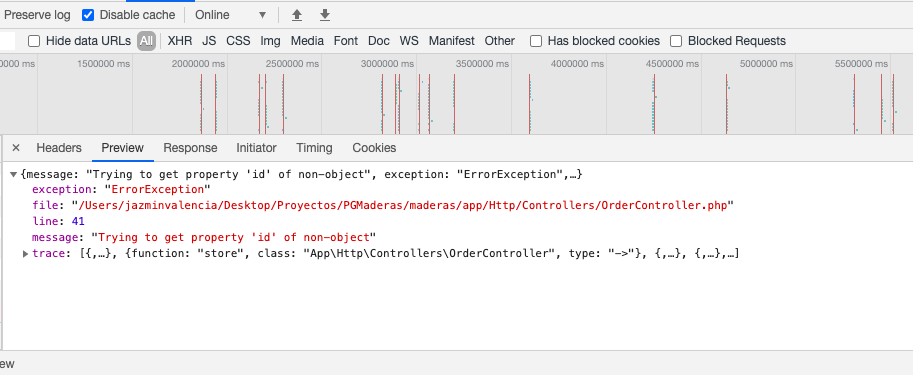 Preserve log Disable cache Online
Hide data URLs All XHR JS CSS Img Media Font Doc WS Manifest Other Has blocked cookies Blocked Requests
0000 ms 1500000 ms 2000000 ms 2500000 ms 3000000 ms 3500000 ms 4000000 ms 4500000 ms 5000000 ms 5500000 ms
× Headers Preview Response Initiator Timing Cookies
{message: "Trying to get property 'id' of non-object", exception: "ErrorException",…}
exception: "ErrorException"
file: "/Users/jazminvalencia/Desktop/Proyectos/PGMaderas/maderas/app/Http/Controllers/OrderController.php"
line: 41
message: "Trying to get property 'id' of non-object"
trace: [{,…}, {function: "store", class: "App\Http\Controllers\OrderController", type: "->"}, {,…}, {,…},…]
ew